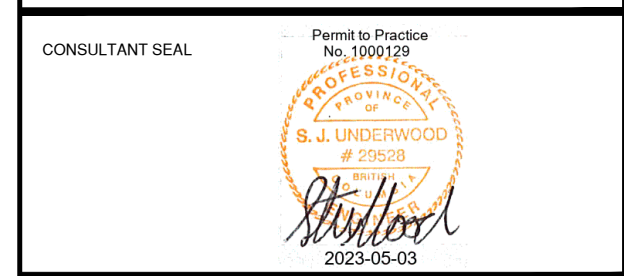 CONSULTANT SEAL
Permit to Practice
No. 1000129
PROFESSIONAL
PROVINCE
OF
S. J. UNDERWOOD
# 29528
BRITISH
COLUMBIA
ENGINEER
2023-05-03